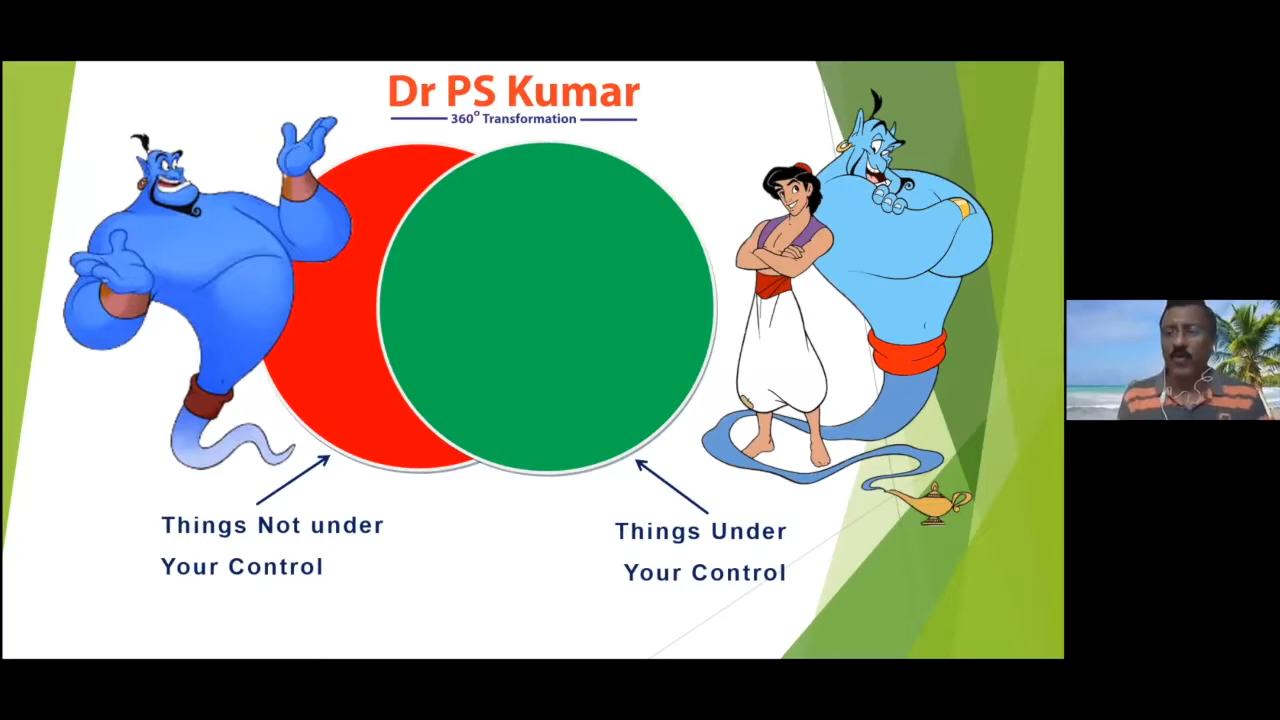 Dr PS Kumar
360° Transformation
Things Not under
Your Control
Things Under
Your Control